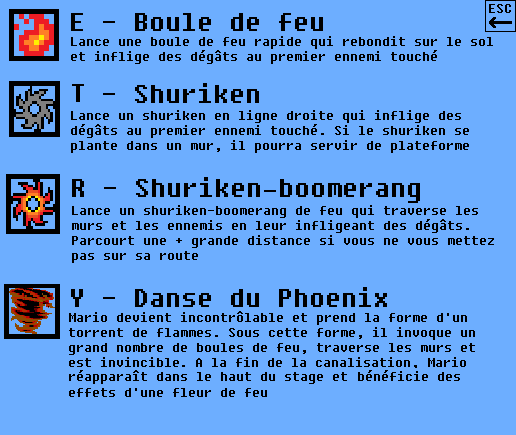 ESC
E - Boule de feu
Lance une boule de feu rapide qui rebondit sur le sol
et inflige des dégâts au premier ennemi touché
T - Shuriken
Lance un shuriken en ligne droite qui inflige des
dégâts au premier ennemi touché. Si le shuriken se
plante dans un mur, il pourra servir de plateforme
R - Shuriken-boomerang
Lance un shuriken-boomerang de feu qui traverse les
murs et les ennemis en leur infligeant des dégâts.
Parcourt une + grande distance si vous ne vous mettez
pas sur sa route
Y - Danse du Phoenix
Mario devient incontrôlable et prend la forme d'un
torrent de flammes. Sous cette forme, il invoque un
grand nombre de boules de feu, traverse les murs et
est invincible. A la fin de la canalisation, Mario
réapparaît dans le haut du stage et bénéficie des
effets d'une fleur de feu